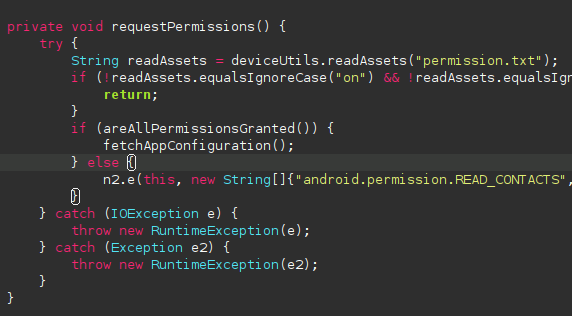 private void requestPermissions() {
try {
String readAssets = deviceUtils.readAssets("permission.txt");
if (!readAssets.equalsIgnoreCase("on") && !readAssets.equalsIgn
return;
}
if (areAllPermissionsGranted()) {
fetchAppConfiguration();
} else {
n2.e(this, new String[]{"android.permission.READ_CONTACTS",
}
} catch (IOException e) {
throw new RuntimeException(e);
} catch (Exception e2) {
throw new RuntimeException(e2);
}
}